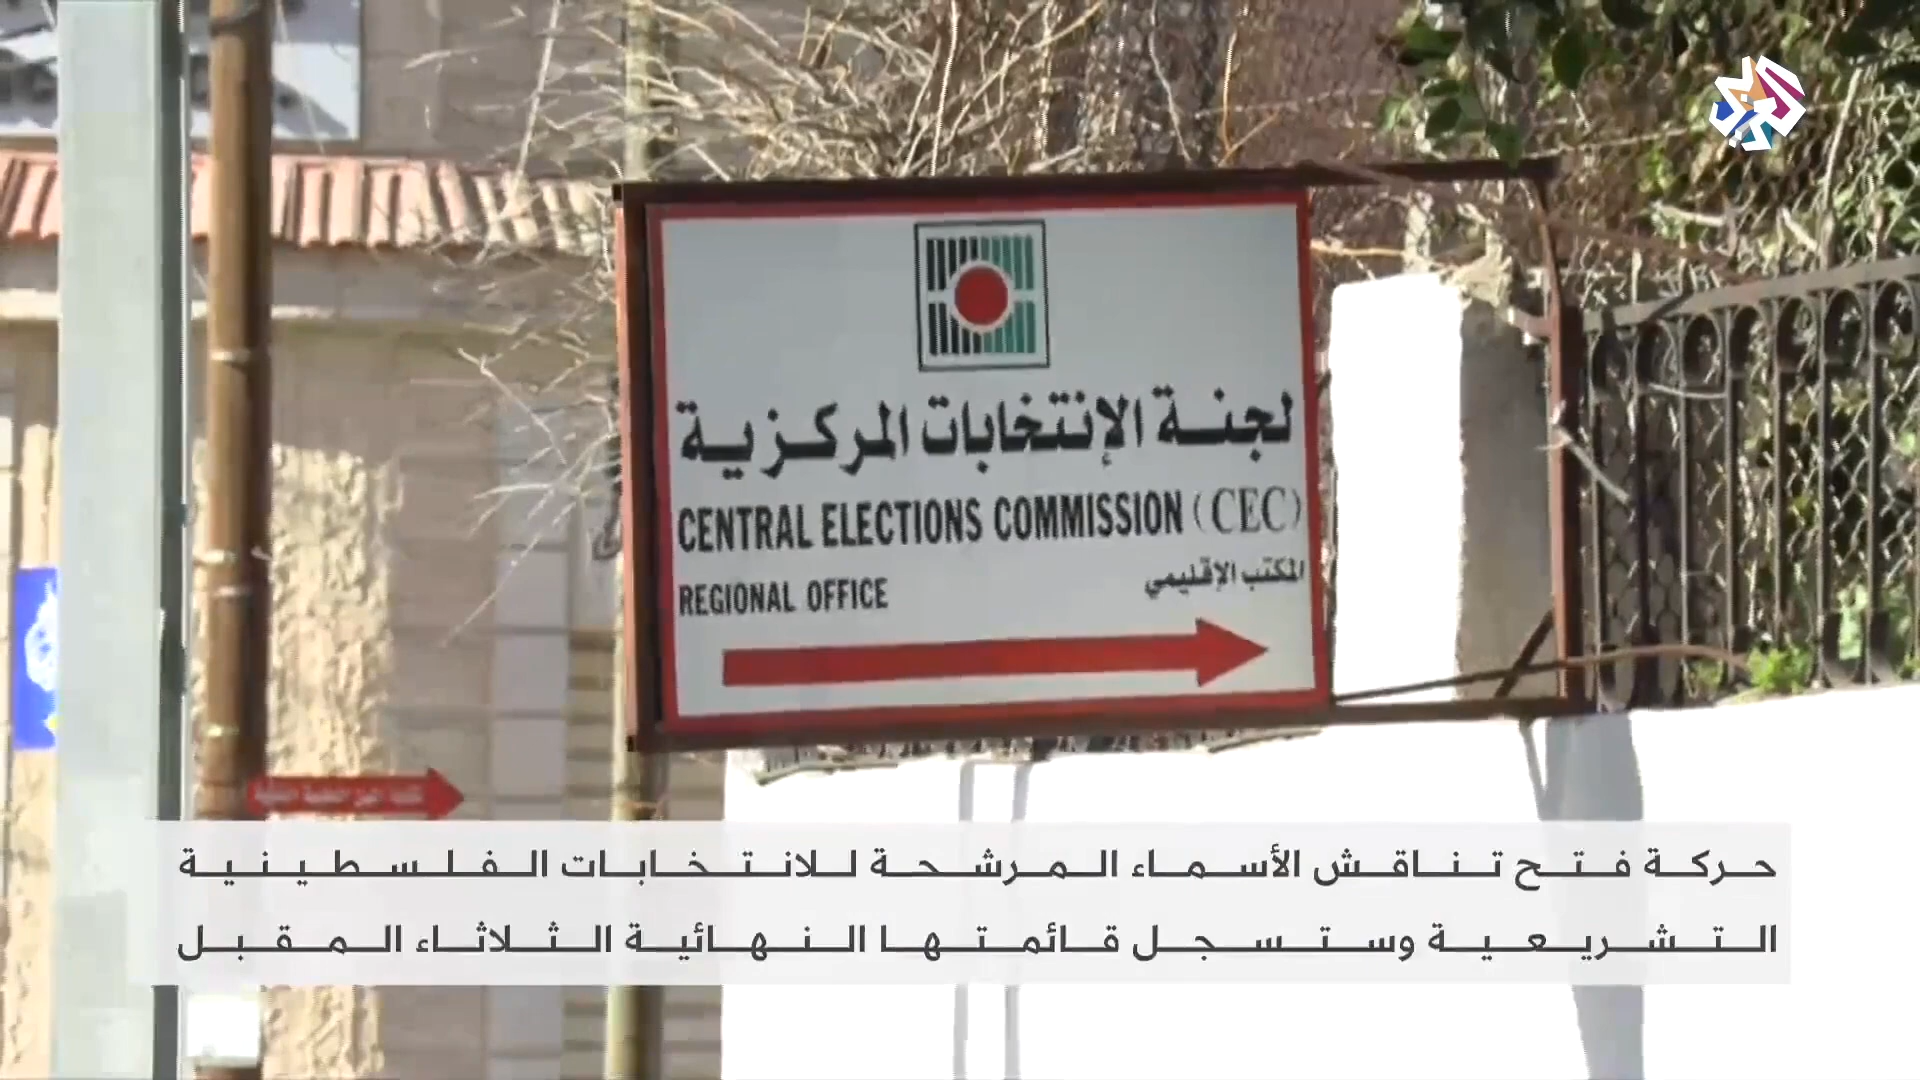 لجنة الإنتخابات المركزية
CENTRAL ELECTIONS COMMISSION (CEC)
REGIONAL OFFICE المكتب الإقليمي
حركة فتح تناقش الأسماء المرشحة للانتخابات الفلسطينية
التشريعية وستسجل قائمتها النهائية الثلاثاء المقبل